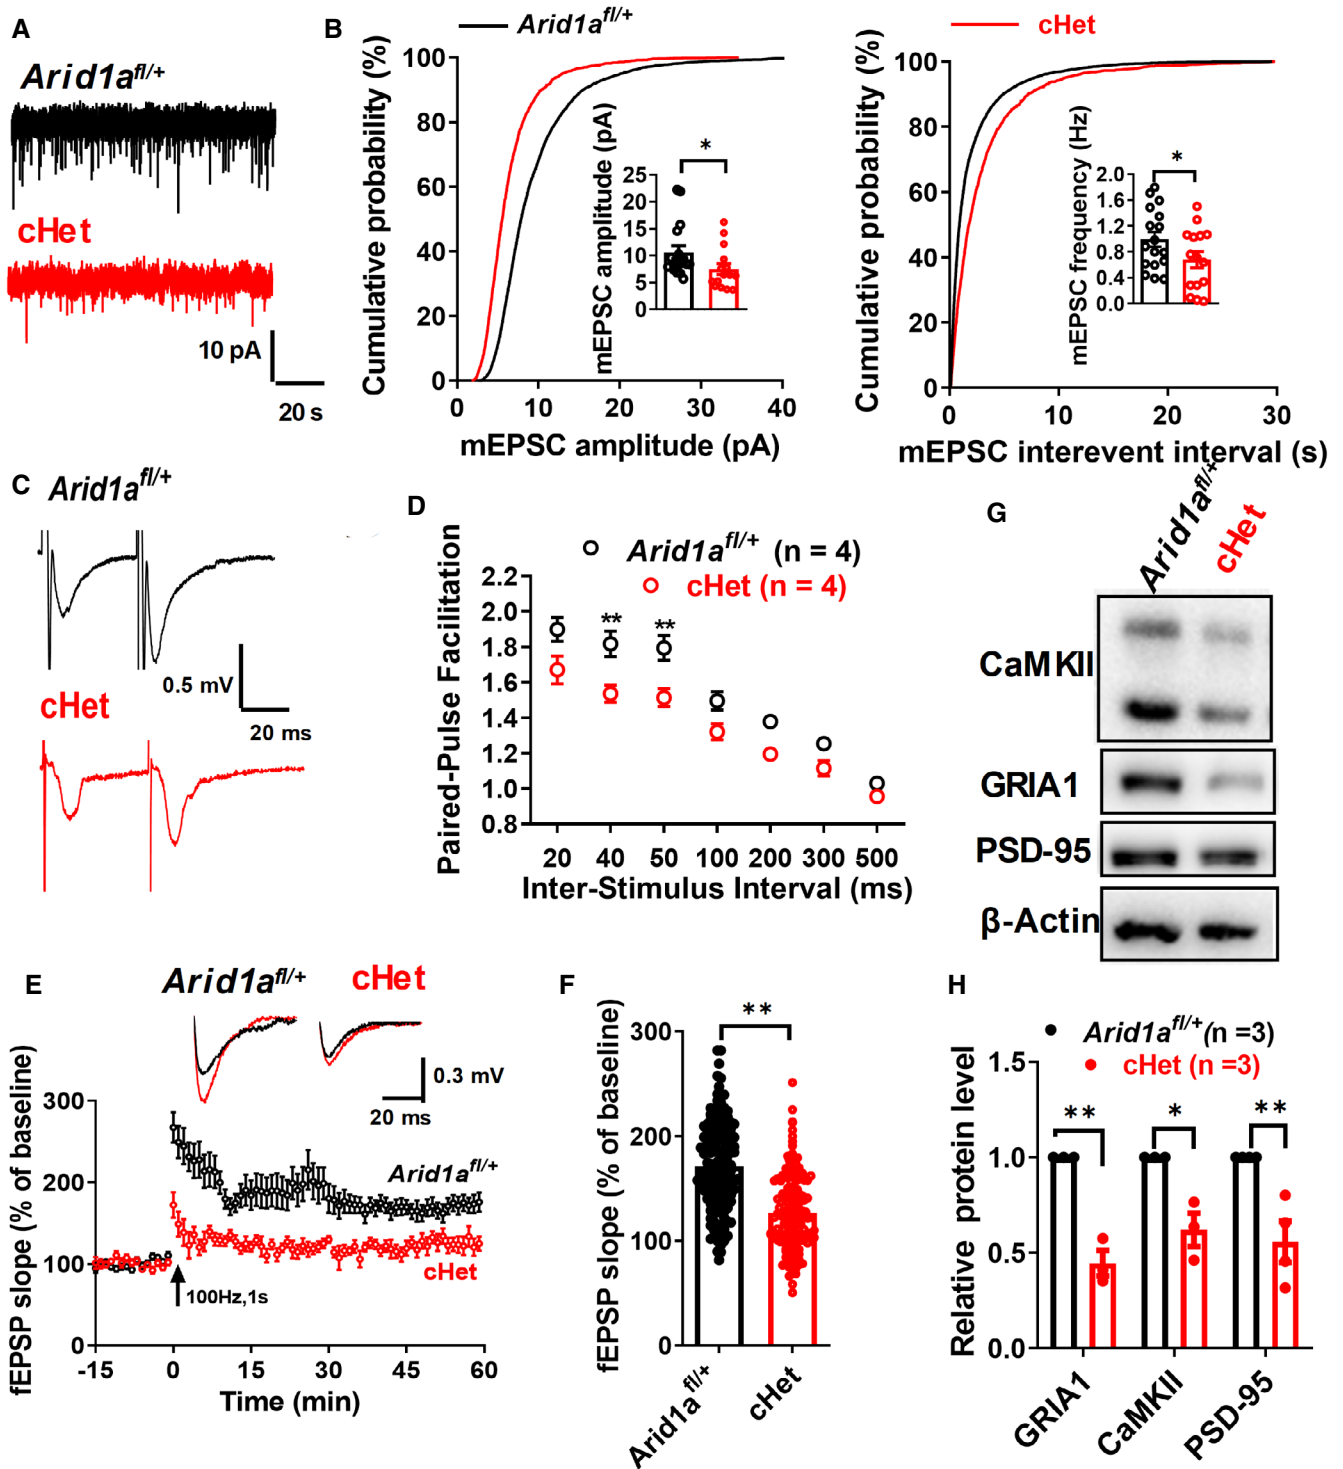 A
Arid1a^fl/+
cHet
10 pA
20 s
B
Arid1a^fl/+
cHet
Cumulative probability (%)
100
80
60
40
20
0
0 10 20 30 40
mEPSC amplitude (pA)
mEPSC amplitude (pA)
25
20
15
10
5
0
*
Cumulative probability (%)
100
80
60
40
20
0
0 10 20 30
mEPSC interevent interval (s)
mEPSC frequency (Hz)
2.0
1.6
1.2
0.8
0.4
0.0
*
C
Arid1a^fl/+
0.5 mV
20 ms
cHet
D
Arid1a^fl/+ (n = 4)
cHet (n = 4)
Paired-Pulse Facilitation
2.2
2.0
1.8
1.6
1.4
1.2
1.0
0.8
** **
20 40 50 100 200 300 500
Inter-Stimulus Interval (ms)
G
Arid1a^fl/+
cHet
CaMKII
GRIA1
PSD-95
β-Actin
E
Arid1a^fl/+ cHet
0.3 mV
20 ms
fEPSP slope (% of baseline)
300
200
100
0
Arid1a^fl/+
cHet
100Hz,1s
-15 0 15 30 45 60
Time (min)
F
fEPSP slope (% of baseline)
300
200
100
0
**
Arid1a^fl/+
cHet
H
Arid1a^fl/+(n =3)
cHet (n =3)
Relative protein level
1.5
1.0
0.5
0.0
** * **
GRIA1
CaMKII
PSD-95